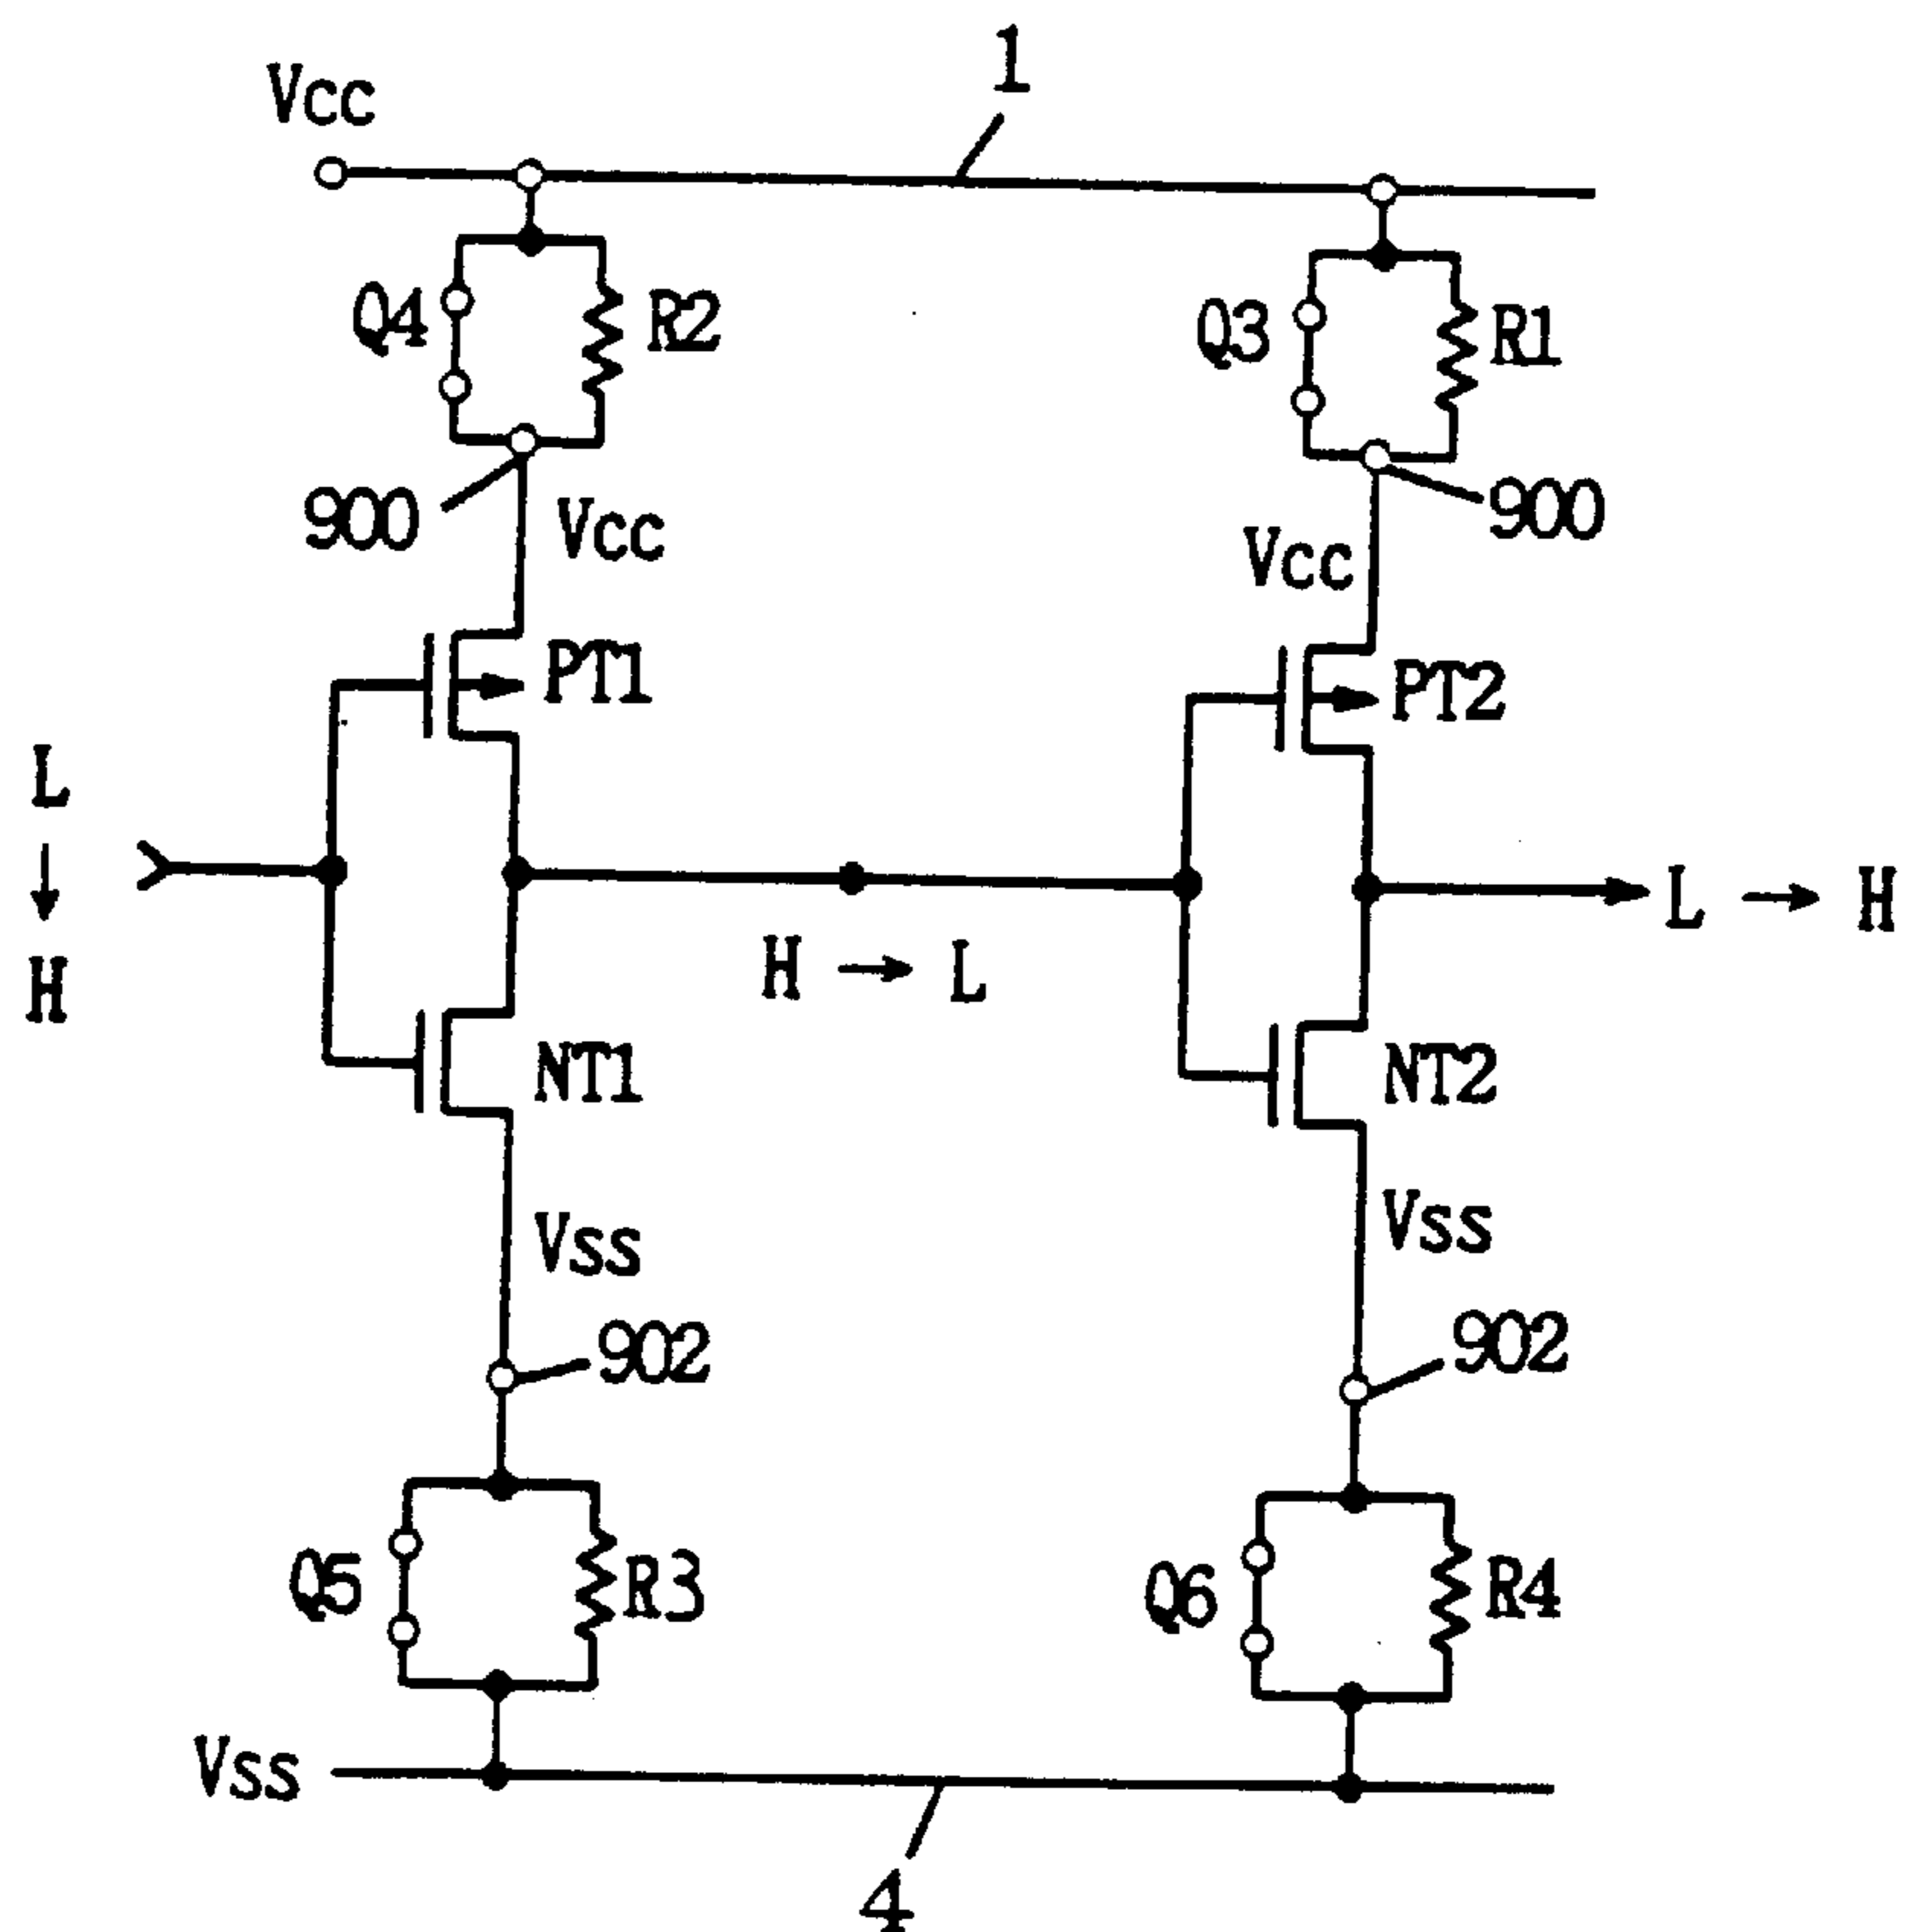 1
Vcc
Q4
R2
Q3
R1
900
Vcc
900
Vcc
PT1
PT2
L
H
H
L
L
H
NT1
NT2
Vss
Vss
902
902
Q5
R3
Q6
R4
Vss
4